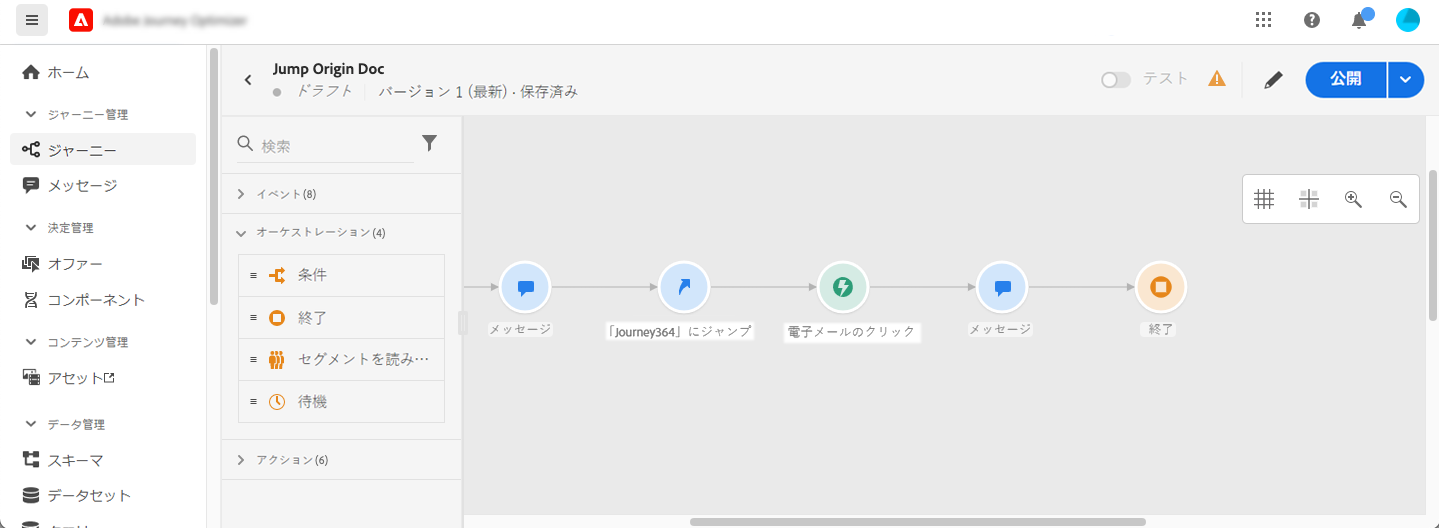 Adobe Journey Optimizer
ホーム
ジャーニー管理
ジャーニー
メッセージ
決定管理
オファー
コンポーネント
コンテンツ管理
アセット
データ管理
スキーマ
データセット
Jump Origin Doc
ドラフト
バージョン 1 (最新) · 保存済み
テスト
公開
検索
イベント(8)
オーケストレーション(4)
条件
終了
セグメントを読み…
待機
アクション(6)
メッセージ
「Journey364」にジャンプ
電子メールのクリック
メッセージ
終了